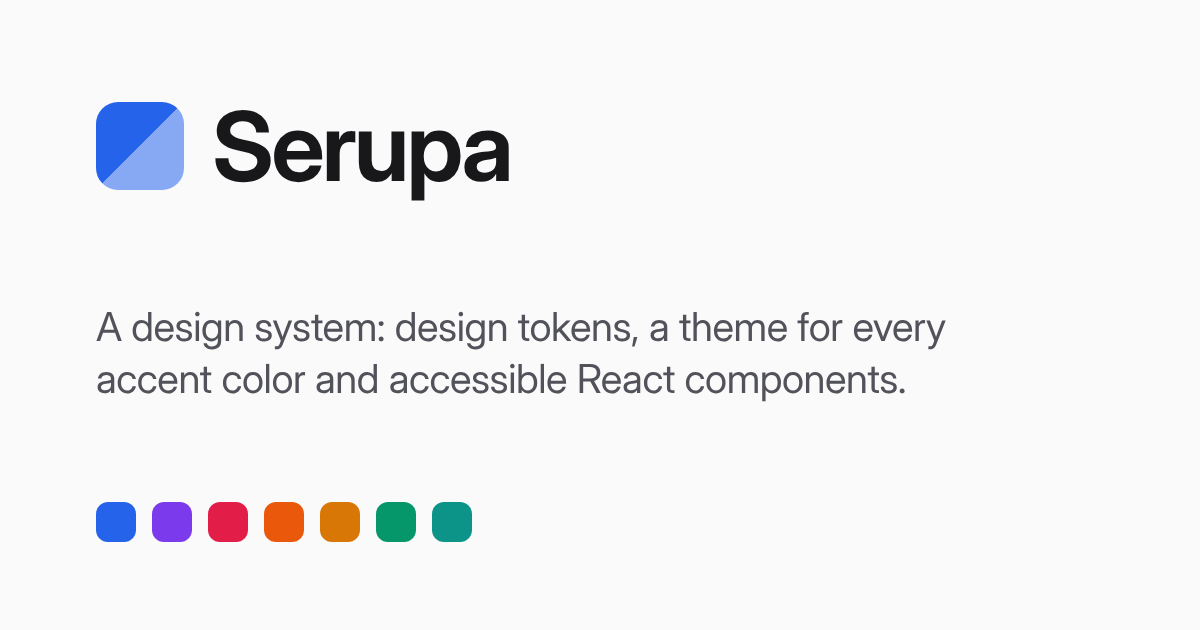 Serupa
A design system: design tokens, a theme for every
accent color and accessible React components.